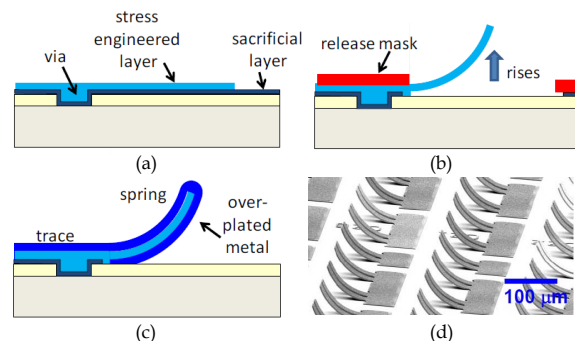 stress
engineered
layer
sacrificial
layer
via
(a)
release mask
rises
(b)
spring
over-
plated
metal
trace
(c)
100 µm
(d)